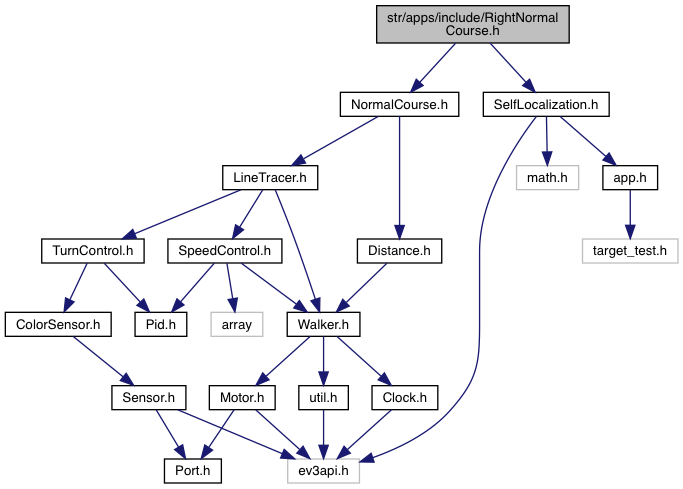 str/apps/include/RightNormal
Course.h
NormalCourse.h
SelfLocalization.h
LineTracer.h
math.h
app.h
TurnControl.h
SpeedControl.h
Distance.h
target_test.h
ColorSensor.h
Pid.h
array
Walker.h
Sensor.h
Motor.h
util.h
Clock.h
Port.h
ev3api.h